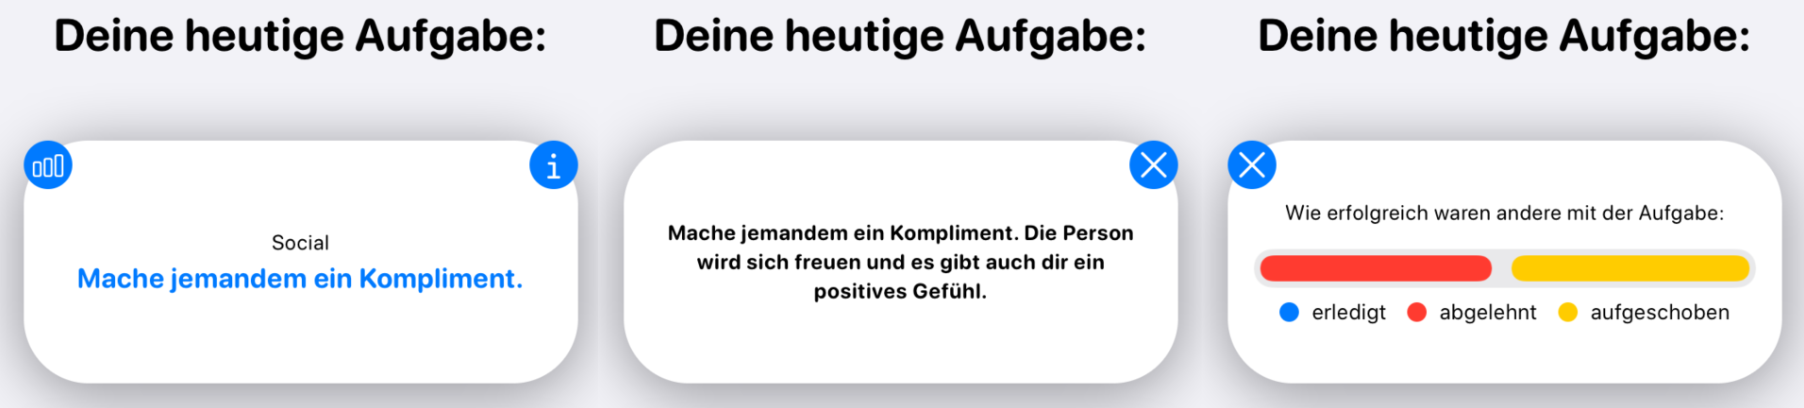 Deine heutige Aufgabe:
i
Social
Mache jemandem ein Kompliment.
Deine heutige Aufgabe:
Mache jemandem ein Kompliment. Die Person
wird sich freuen und es gibt auch dir ein
positives Gefühl.
Deine heutige Aufgabe:
Wie erfolgreich waren andere mit der Aufgabe:
erledigt abgelehnt aufgeschoben